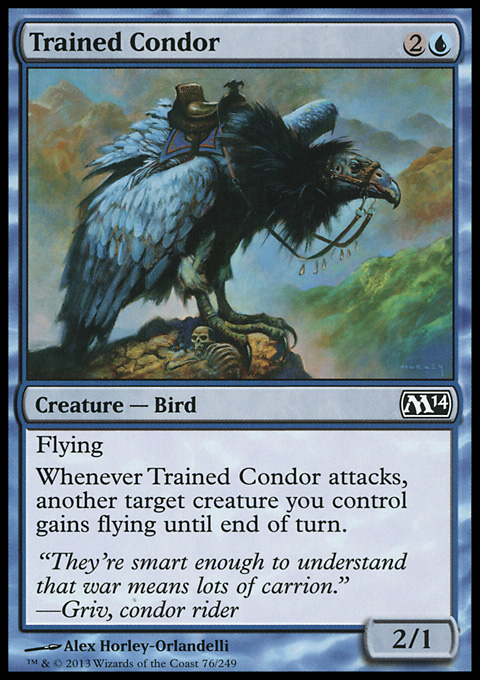 Trained Condor 2
Creature — Bird M14
Flying
Whenever Trained Condor attacks,
another target creature you control
gains flying until end of turn.
“They’re smart enough to understand
that war means lots of carrion.”
—Griv, condor rider
Alex Horley-Orlandelli
2/1
™ & © 2013 Wizards of the Coast 76/249